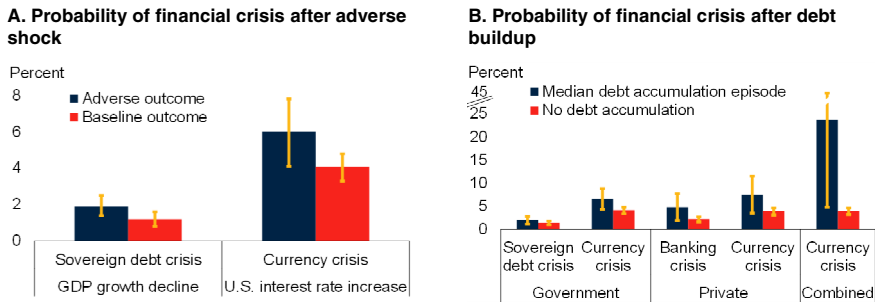 A. Probability of financial crisis after adverse
shock
Percent
8
6
4
2
0
Adverse outcome
Baseline outcome
Sovereign debt crisis
Currency crisis
GDP growth decline
U.S. interest rate increase
B. Probability of financial crisis after debt
buildup
Percent
45
25
20
15
10
5
0
Median debt accumulation episode
No debt accumulation
Sovereign
debt crisis
Currency
crisis
Banking
crisis
Currency
crisis
Currency
crisis
Government
Private
Combined